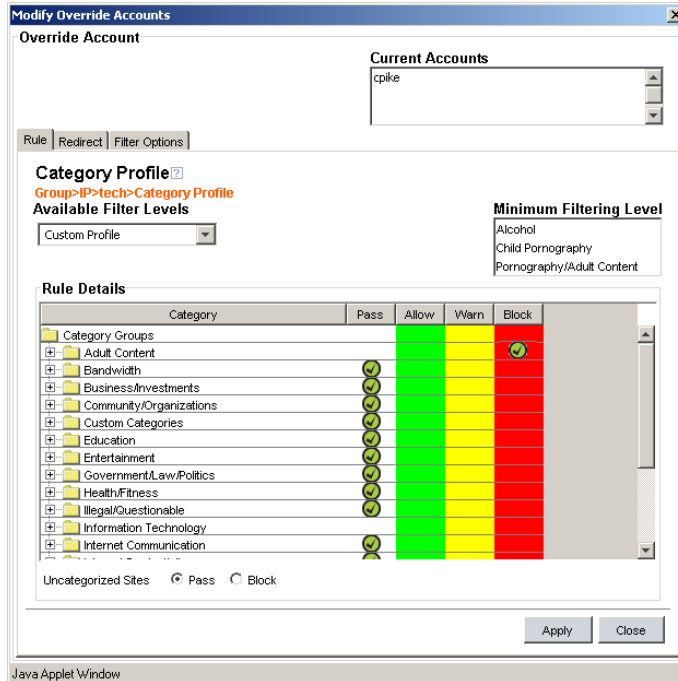 Modify Override Accounts
Override Account
Current Accounts
cpike
Rule Redirect Filter Options
Category Profile ?
Group>IP>tech>Category Profile
Available Filter Levels
Custom Profile
Minimum Filtering Level
Alcohol
Child Pornography
Pornography/Adult Content
Rule Details
Category Pass Allow Warn Block
Category Groups
Adult Content
Bandwidth
Business/Investments
Community/Organizations
Custom Categories
Education
Entertainment
Government/Law/Politics
Health/Fitness
Illegal/Questionable
Information Technology
Internet Communication
Uncategorized Sites Pass Block
Apply Close
Java Applet Window